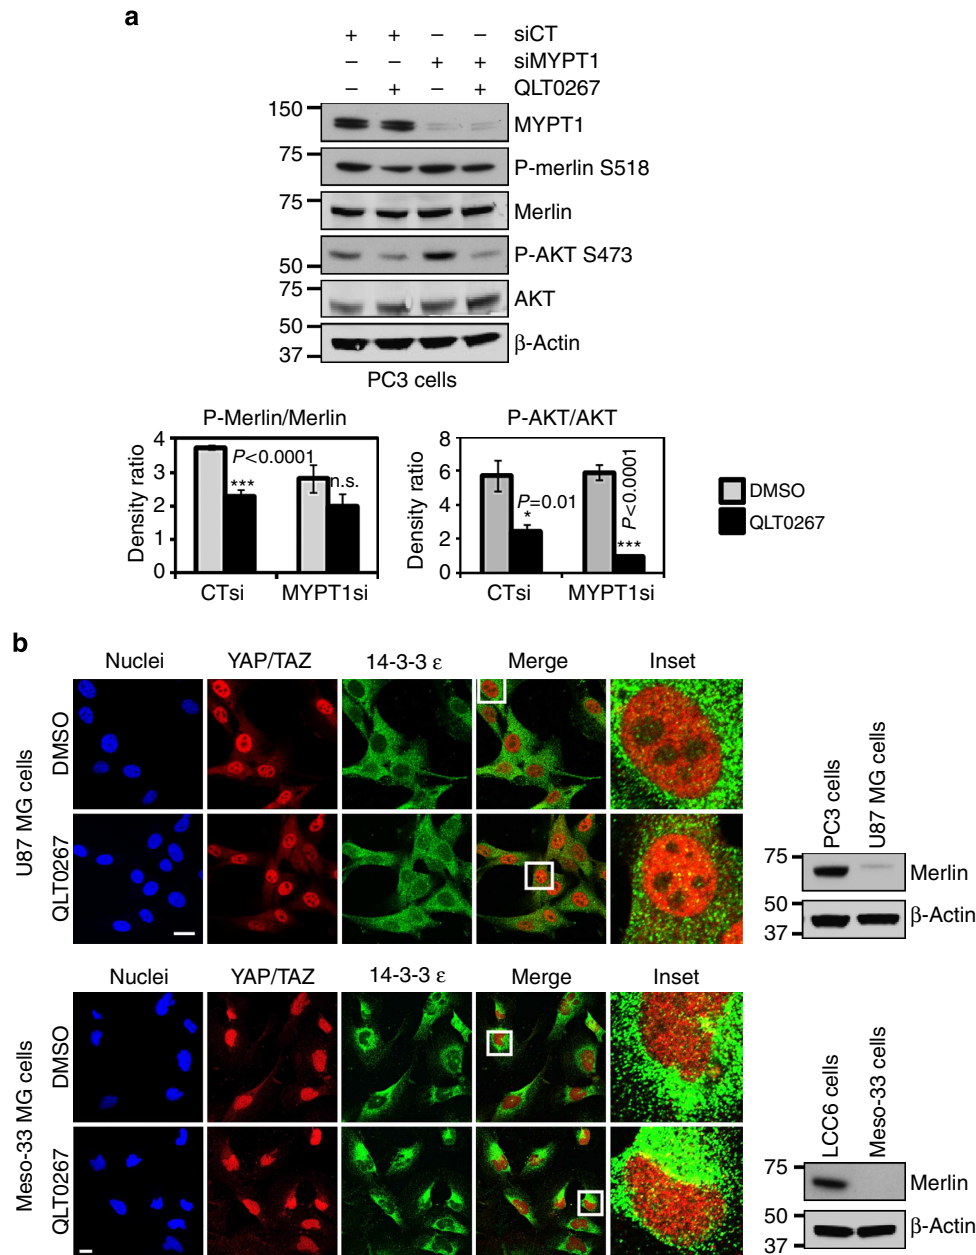 a
+ + – – siCT
– – + + siMYPT1
– + – + QLT0267
150 MYPT1
75 P-merlin S518
75 Merlin
50 P-AKT S473
75 AKT
50 37 β-Actin
PC3 cells
P-Merlin/Merlin
Density ratio
4
3
2
1
0
P<0.0001
***
n.s.
CTsi MYPT1si
P-AKT/AKT
Density ratio
8
6
4
2
0
P=0.01
*
P<0.0001
***
CTsi MYPT1si
DMSO
QLT0267
b
Nuclei YAP/TAZ 14-3-3 ε Merge Inset
U87 MG cells
DMSO
QLT0267
PC3 cells
U87 MG cells
75 Merlin
50 37 β-Actin
Nuclei YAP/TAZ 14-3-3 ε Merge Inset
Meso-33 MG cells
DMSO
QLT0267
LCC6 cells
Meso-33 cells
75 Merlin
50 37 β-Actin